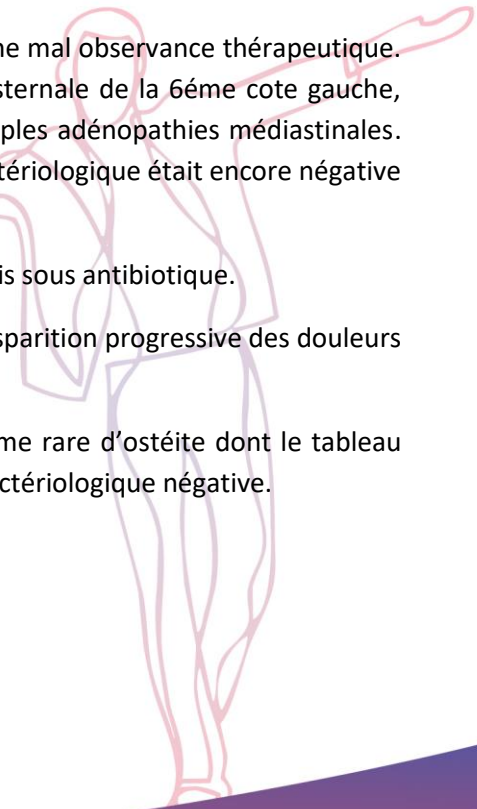 ne mal observance thérapeutique.
sternale de la 6éme cote gauche,
ples adénopathies médiastinales.
tériologique était encore négative
is sous antibiotique.
sparition progressive des douleurs
me rare d’ostéite dont le tableau
ctériologique négative.